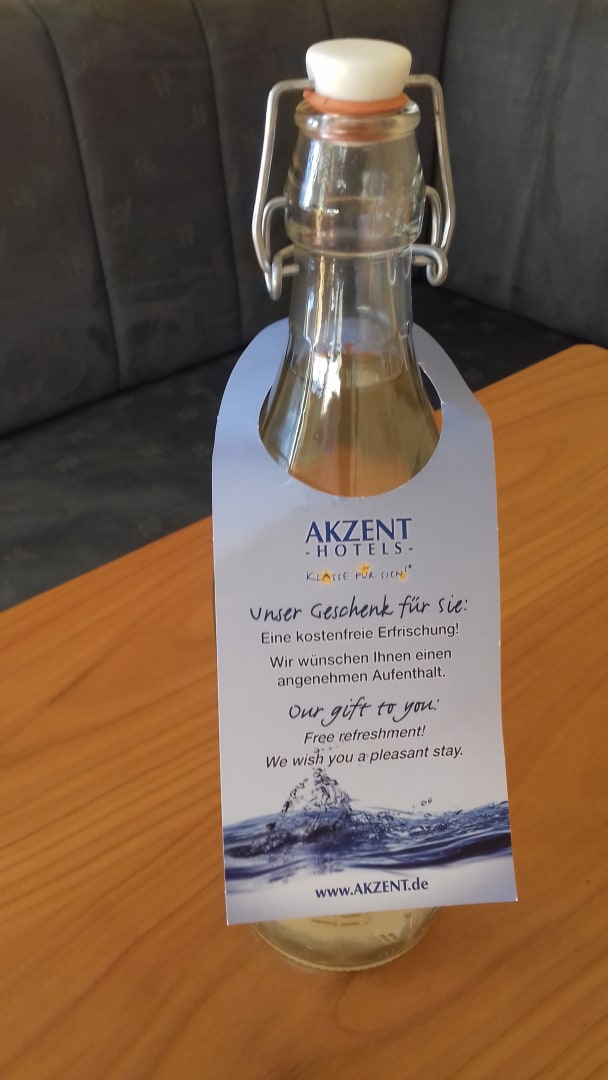 AKZENT
-HOTELS-
KLASSE FÜR SICH!*
Unser Geschenk für Sie:
Eine kostenfreie Erfrischung!
Wir wünschen Ihnen einen
angenehmen Aufenthalt.
Our gift to you:
Free refreshment!
We wish you a pleasant stay.
www.AKZENT.de